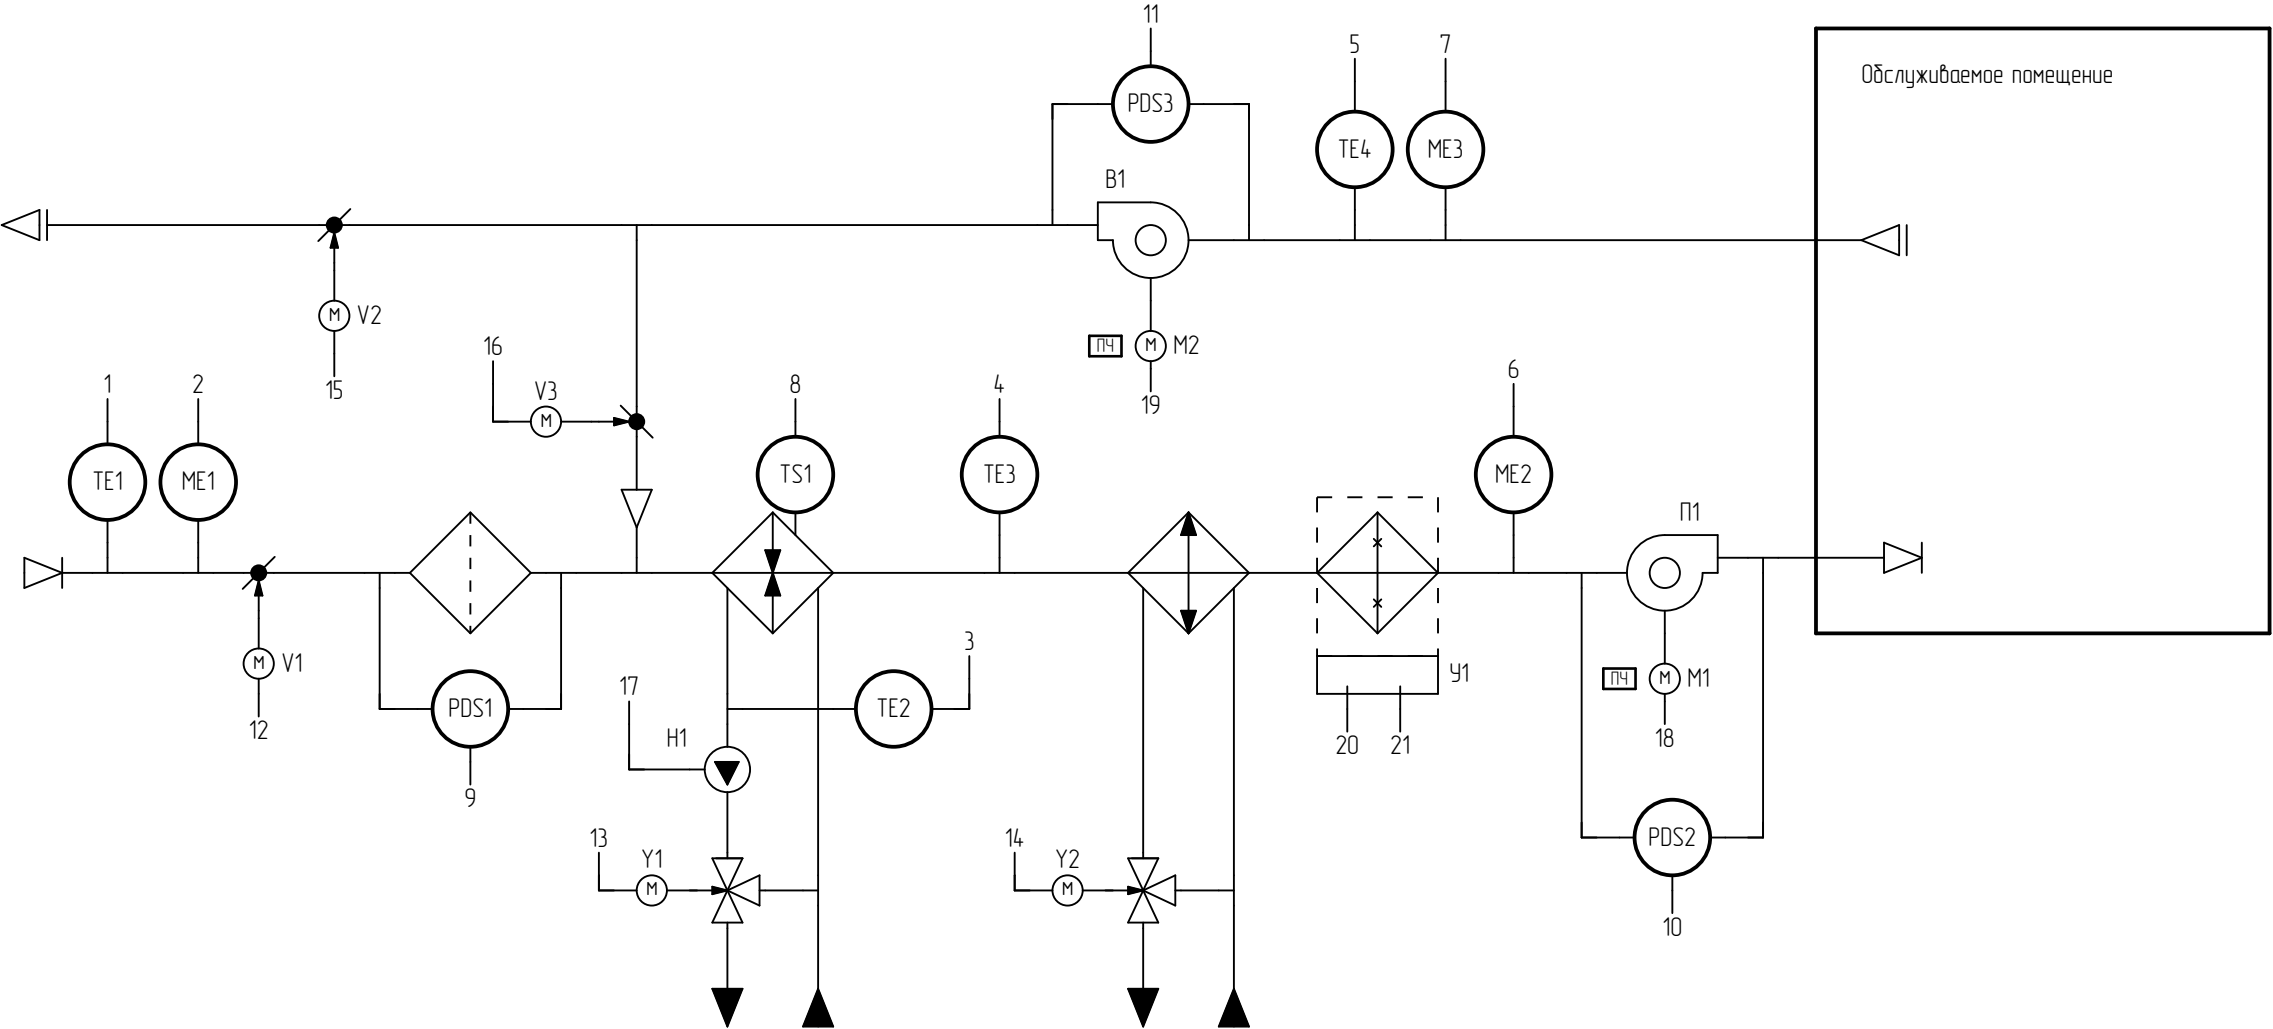 11
5
7
Обслуживаемое помещение
PDS3
TE4
ME3
В1
M
V2
16
ПЧ
M
M2
15
1
2
V3
8
4
6
19
M
TE1
ME1
TS1
TE3
ME2
П1
M
V1
3
17
У1
ПЧ
M
M1
PDS1
TE2
12
Н1
20
21
18
9
13
14
PDS2
Y1
Y2
M
M
10